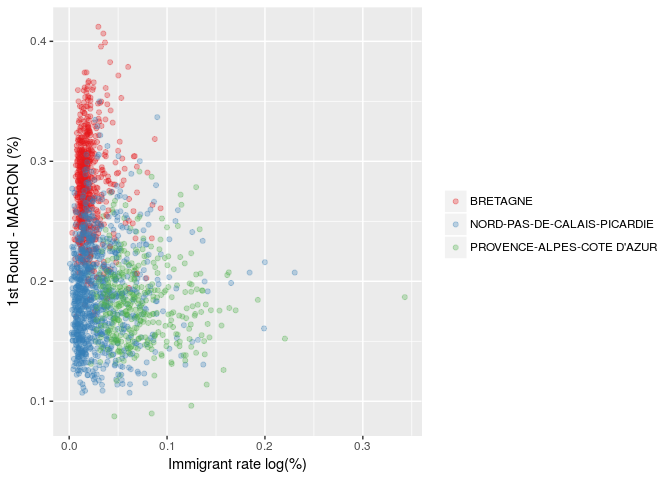 0.4
0.3
0.2
0.1
1st Round - MACRON (%)
0.0 0.1 0.2 0.3
Immigrant rate log(%)
BRETAGNE
NORD-PAS-DE-CALAIS-PICARDIE
PROVENCE-ALPES-COTE D'AZUR